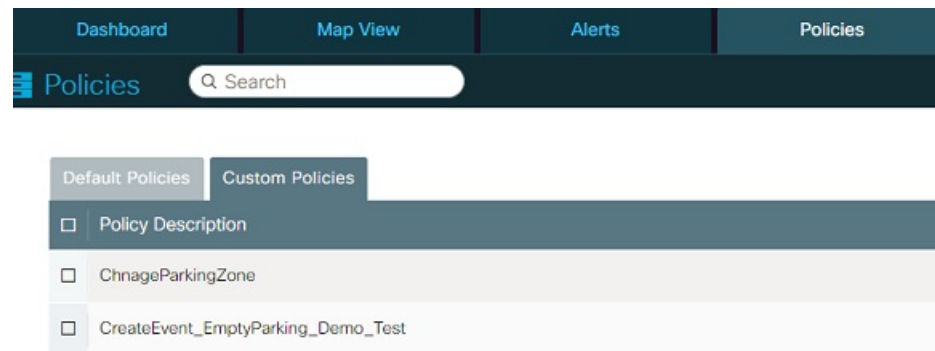 Dashboard Map View Alerts Policies
Policies Search
Default Policies Custom Policies
Policy Description
ChnageParkingZone
CreateEvent_EmptyParking_Demo_Test